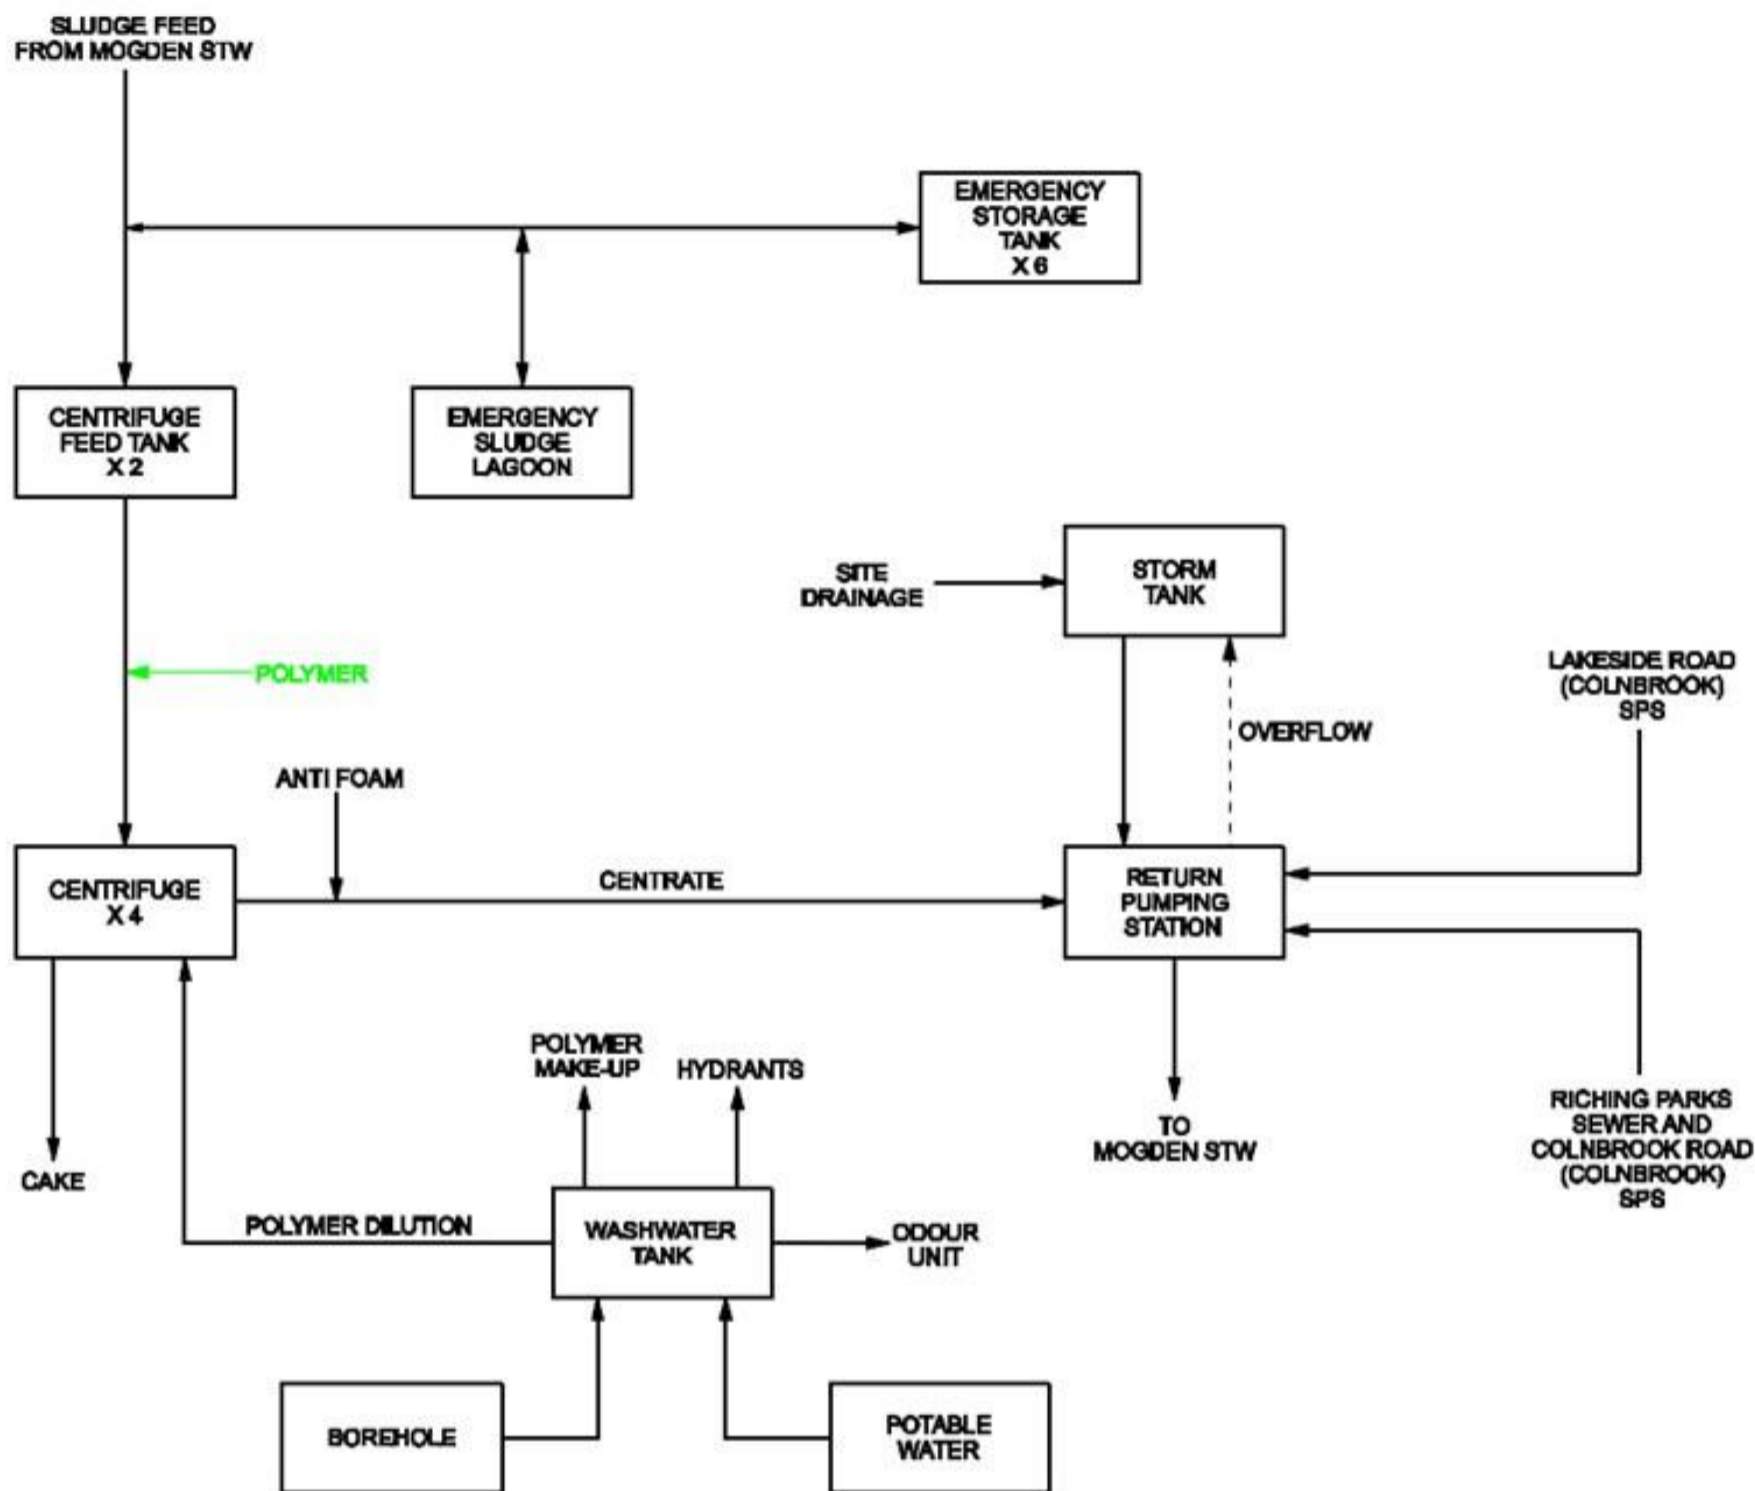 SLUDGE FEED
FROM MOGDEN STW
EMERGENCY
STORAGE
TANK
X 6
CENTRIFUGE
FEED TANK
X 2
EMERGENCY
SLUDGE
LAGOON
SITE
DRAINAGE
STORM
TANK
POLYMER
LAKESIDE ROAD
(COLNBROOK)
SPS
OVERFLOW
ANTI FOAM
CENTRIFUGE
X 4
CENTRATE
RETURN
PUMPING
STATION
POLYMER
MAKE-UP
HYDRANTS
TO
MOGDEN STW
RICHING PARKS
SEWER AND
COLNBROOK ROAD
(COLNBROOK)
SPS
CAKE
POLYMER DILUTION
WASHWATER
TANK
ODOUR
UNIT
BOREHOLE
POTABLE
WATER